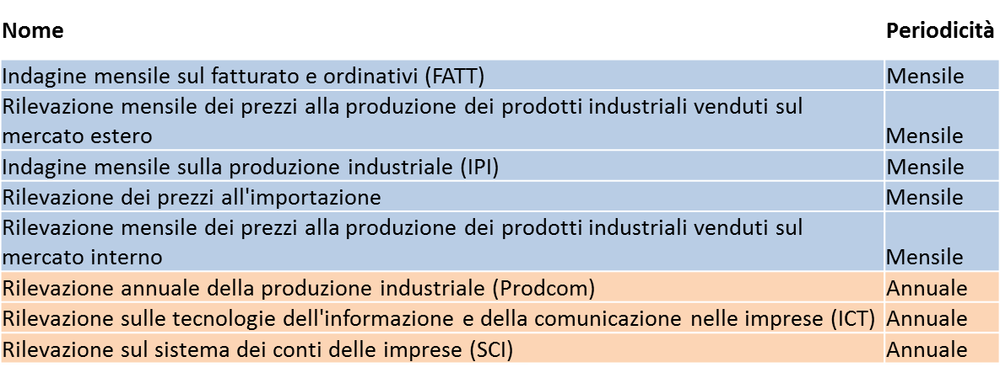 Nome Periodicità
Indagine mensile sul fatturato e ordinativi (FATT) Mensile
Rilevazione mensile dei prezzi alla produzione dei prodotti industriali venduti sul
mercato estero Mensile
Indagine mensile sulla produzione industriale (IPI) Mensile
Rilevazione dei prezzi all'importazione Mensile
Rilevazione mensile dei prezzi alla produzione dei prodotti industriali venduti sul
mercato interno Mensile
Rilevazione annuale della produzione industriale (Prodcom) Annuale
Rilevazione sulle tecnologie dell'informazione e della comunicazione nelle imprese (ICT) Annuale
Rilevazione sul sistema dei conti delle imprese (SCI) Annuale